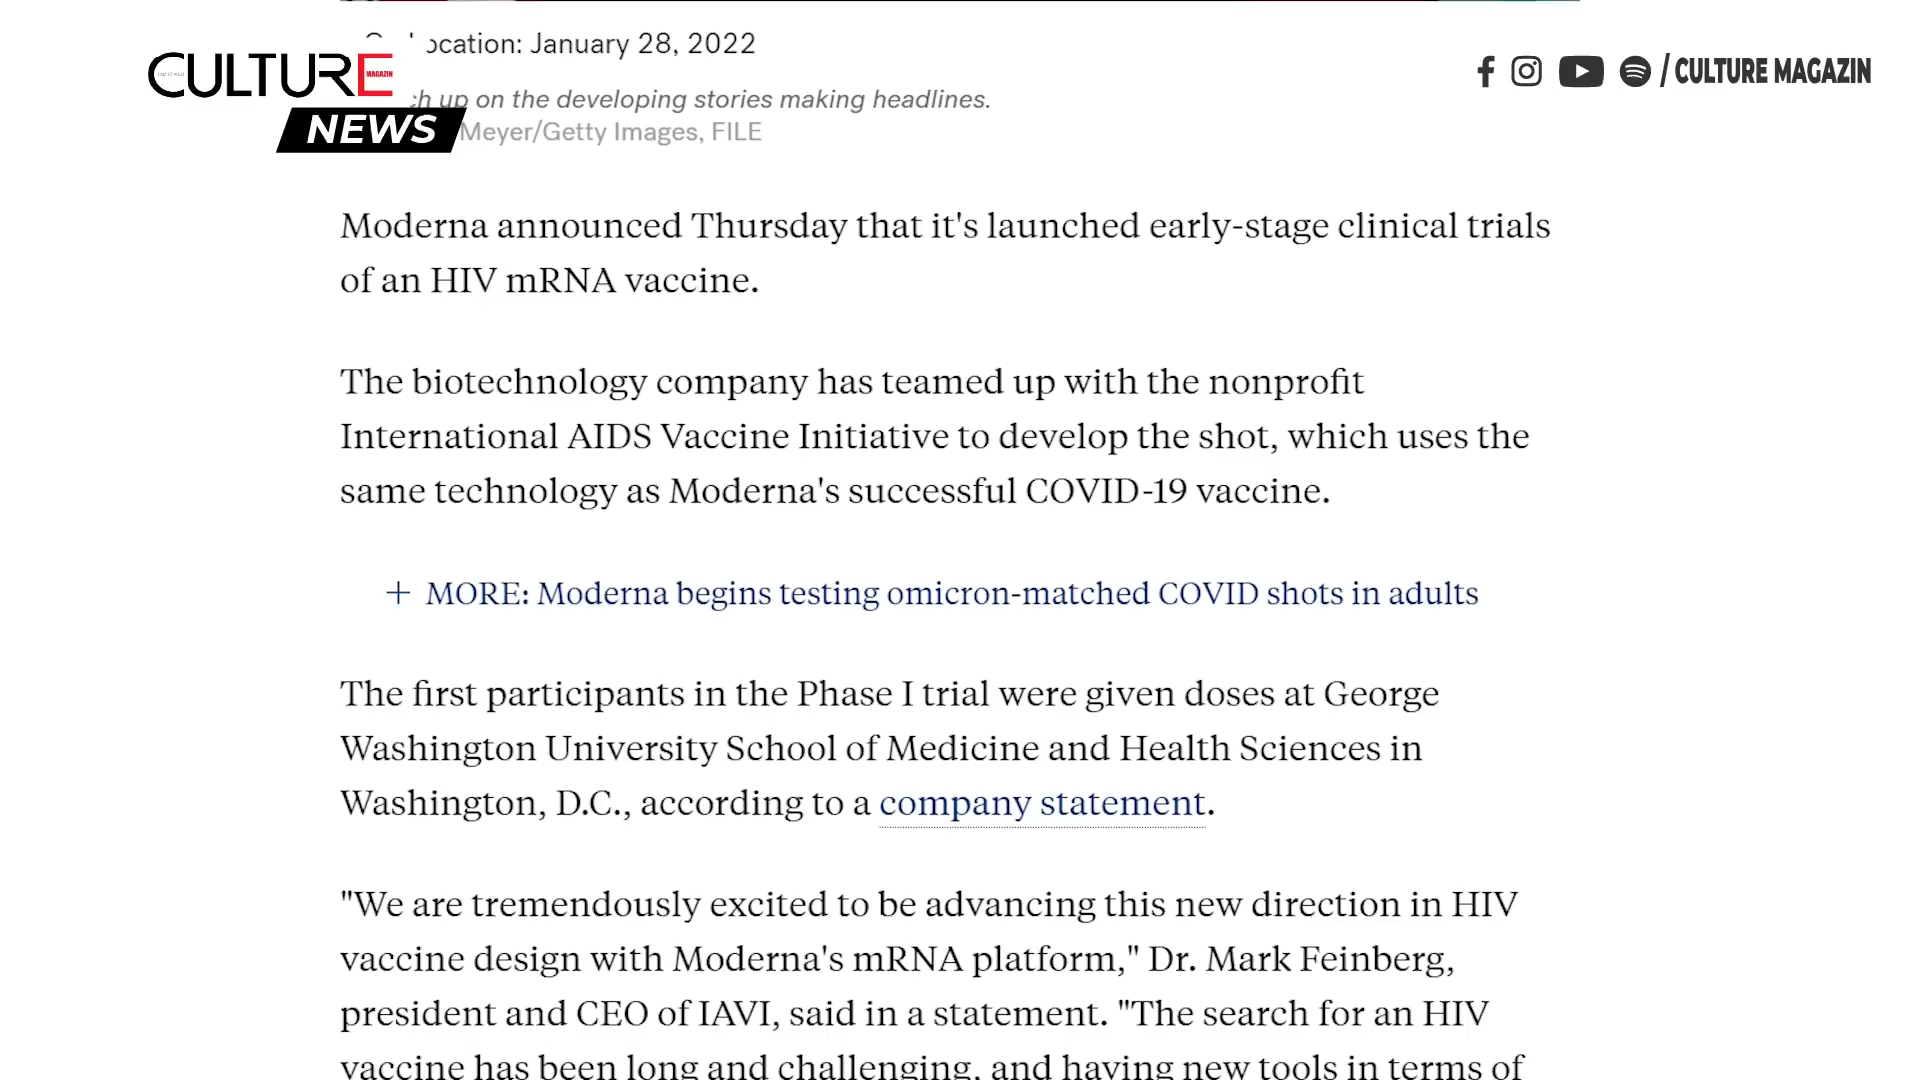 ocation: January 28, 2022
CULTURE
MAGAZIN
/ CULTURE MAGAZIN
ch up on the developing stories making headlines.
NEWS
Meyer/Getty Images, FILE
Moderna announced Thursday that it's launched early-stage clinical trials
of an HIV mRNA vaccine.
The biotechnology company has teamed up with the nonprofit
International AIDS Vaccine Initiative to develop the shot, which uses the
same technology as Moderna's successful COVID-19 vaccine.
+ MORE: Moderna begins testing omicron-matched COVID shots in adults
The first participants in the Phase I trial were given doses at George
Washington University School of Medicine and Health Sciences in
Washington, D.C., according to a company statement.
"We are tremendously excited to be advancing this new direction in HIV
vaccine design with Moderna's mRNA platform," Dr. Mark Feinberg,
president and CEO of IAVI, said in a statement. "The search for an HIV
vaccine has been long and challenging, and having new tools in terms of